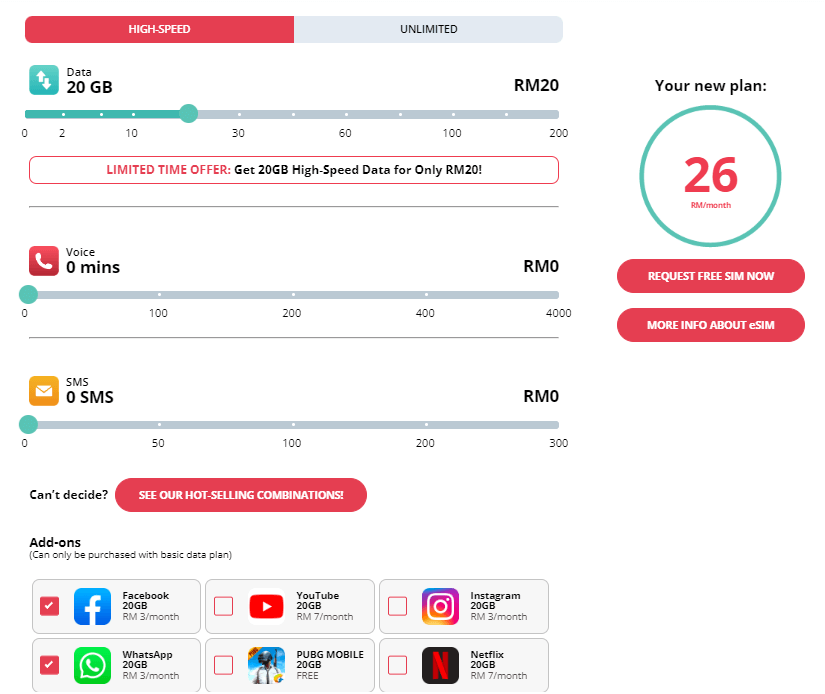 HIGH-SPEED UNLIMITED
Data
20 GB RM20
0 2 10 30 60 100 200
LIMITED TIME OFFER: Get 20GB High-Speed Data for Only RM20!
Voice
0 mins RM0
0 100 200 400 4000
SMS
0 SMS RM0
0 50 100 200 300
Can't decide? SEE OUR HOT-SELLING COMBINATIONS!
Add-ons
(Can only be purchased with basic data plan)
Facebook
20GB
RM 3/month
YouTube
20GB
RM 7/month
Instagram
20GB
RM 3/month
WhatsApp
20GB
RM 3/month
PUBG MOBILE
20GB
FREE
Netflix
20GB
RM 7/month
Your new plan:
26
RM/month
REQUEST FREE SIM NOW
MORE INFO ABOUT eSIM